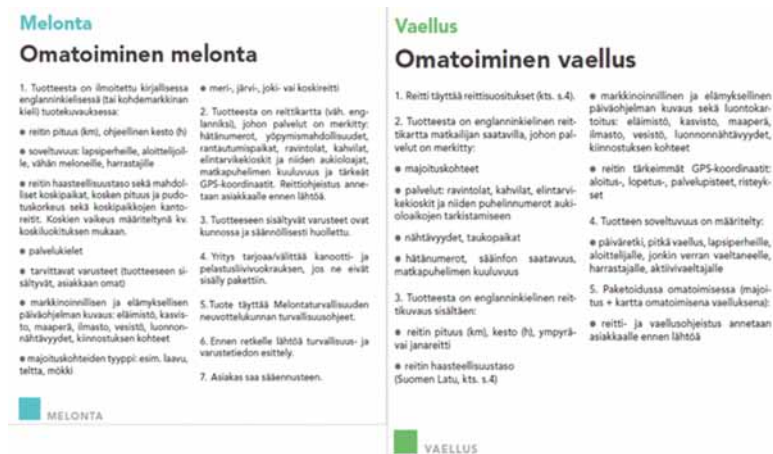 Melonta
Omatoiminen melonta
1. Tuotteesta on ilmoitettu kirjallisessa
englanninkielisessä (tai kohdemarkkinan
kieli) tuotekuvauksessa:
● reitin pituus (km), ohjeellinen kesto (h)
● soveltuvuus: lapsiperheille, aloittelijoil-
le, vähän meloneille, harrastajille
● reitin haasteellisuustaso sekä mahdol-
liset koskipaikat, kosken pituus ja pudo-
tuskorkeus sekä koskipaikkojen kanto-
reitit. Koskien vaikeus määriteltynä kv.
koskiluokituksen mukaan.
● palvelukielet
● tarvittavat varusteet (tuotteeseen si-
sältyvät, asiakkaan omat)
● markkinoinnillisen ja elämyksellisen
päiväohjelman kuvaus: eläimistö, kasvis-
to, maaperä, ilmasto, vesistö, luonnon-
nähtävyydet, kiinnostuksen kohteet
● majoituskohteiden tyyppi: esim. laavu,
teltta, mökki
● meri-, järvi-, joki- vai koskireitti
2. Tuotteesta on reittikartta (väh. eng-
lanniksi), johon palvelut on merkitty:
hätänumerot, yöpymismahdollisuudet,
rantautumispaikat, ravintolat, kahvilat,
elintarvikekioskit ja niiden aukioloajat,
matkapuhelimen kuuluvuus ja tärkeät
GPS-koordinaatit. Reittiohjeistus anne-
taan asiakkaalle ennen lähtöä.
3. Tuotteeseen sisältyvät varusteet ovat
kunnossa ja säännöllisesti huollettu.
4. Yritys tarjoaa/välittää kanootti- ja
pelastusliivivuokrauksen, jos ne eivät
sisälly pakettiin.
5. Tuote täyttää Melontaturvallisuuden
neuvottelukunnan turvallisuusohjeet.
6. Ennen retkelle lähtöä turvallisuus- ja
varustetiedon esittely.
7. Asiakas saa sääennusteen.
MELONTA
Vaellus
Omatoiminen vaellus
1. Reitti täyttää reittisuositukset (kts. s.4).
2. Tuotteesta on englanninkielinen reit-
tikartta matkailijan saatavilla, johon pal-
velut on merkitty:
● majoituskohteet
● palvelut: ravintolat, kahvilat, elintarvi-
kekioskit ja niiden puhelinnumerot auki-
oloaikojen tarkistamiseen
● nähtävyydet, taukopaikat
● hätänumerot, sääinfon saatavuus,
matkapuhelimen kuuluvuus
3. Tuotteesta on englanninkielinen reit-
tikuvaus sisältäen:
● reitin pituus (km), kesto (h), ympyrä-
vai janareitti
● reitin haasteellisuustaso
(Suomen Latu, kts. s.4)
● markkinoinnillinen ja elämyksellinen
päiväohjelman kuvaus sekä luontokar-
toitus: eläimistö, kasvisto, maaperä,
ilmasto, vesistö, luonnonnähtävyydet,
kiinnostuksen kohteet
● reitin tärkeimmät GPS-koordinaatit:
aloitus-, lopetus-, palvelupisteet, risteyk-
set
4. Tuotteen soveltuvuus on määritelty:
● päiväretki, pitkä vaellus, lapsiperheille,
aloittelijalle, jonkin verran vaeltaneelle,
harrastajalle, aktiivivaeltajalle
5. Paketoidussa omatoimisessa (majoi-
tus + kartta omatoimisena vaelluksena):
● reitti- ja vaellusohjeistus annetaan
asiakkaalle ennen lähtöä
VAELLUS